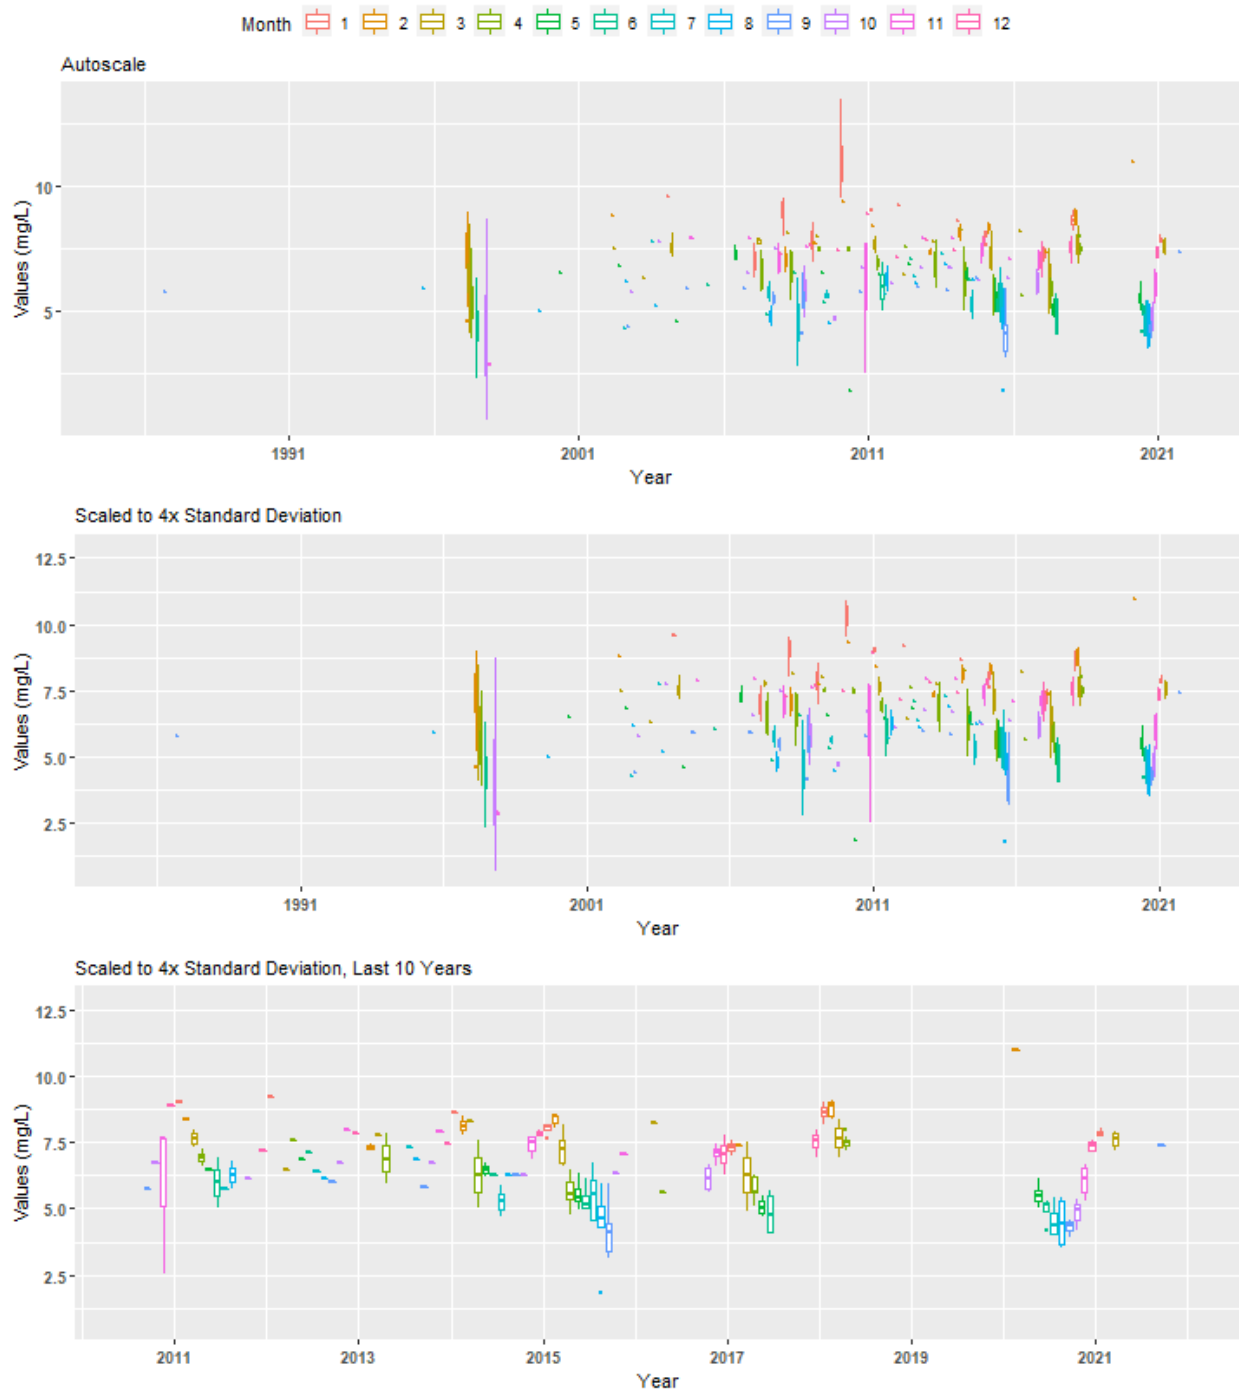 Month 1 2 3 4 5 6 7 8 9 10 11 12
Autoscale
10
5
Values (mg/L)
1991 2001 2011 2021
Year
Scaled to 4x Standard Deviation
12.5
10.0
7.5
5.0
2.5
Values (mg/L)
1991 2001 2011 2021
Year
Scaled to 4x Standard Deviation, Last 10 Years
12.5
10.0
7.5
5.0
2.5
Values (mg/L)
2011 2013 2015 2017 2019 2021
Year